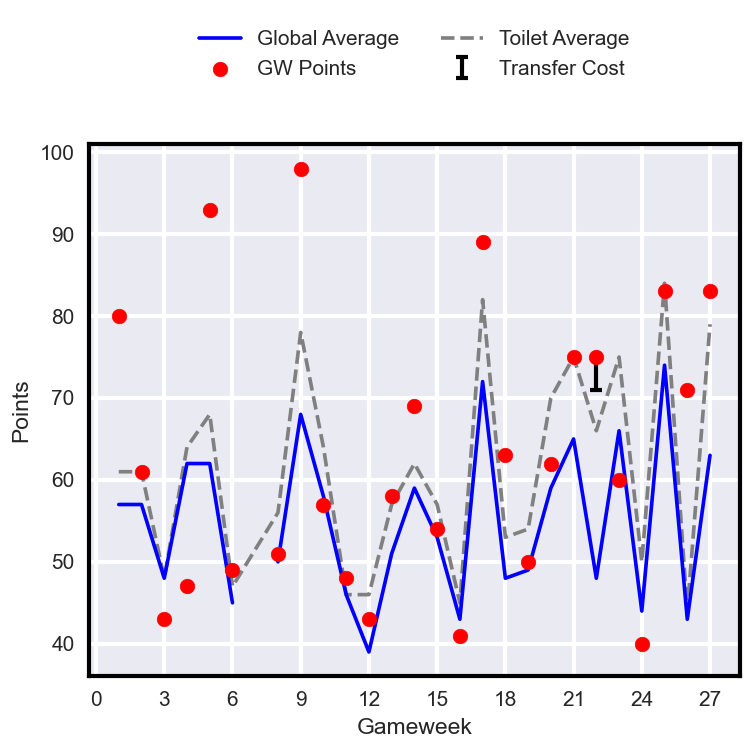 Global Average
Toilet Average
GW Points
Transfer Cost
100
90
80
70
60
50
40
Points
0 3 6 9 12 15 18 21 24 27
Gameweek